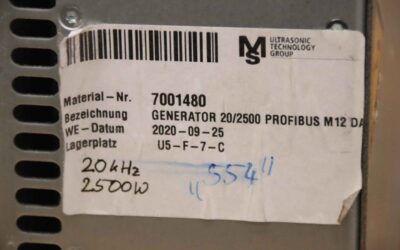 MS ULTRASONIC
TECHNOLOGY
GROUP
Material-Nr. 7001480
Bezeichnung GENERATOR 20/2500 PROFIBUS M12 DA
WE-Datum 2020-09-25
Lagerplatz U5-F-7-C
20kHz
2500W
"554"